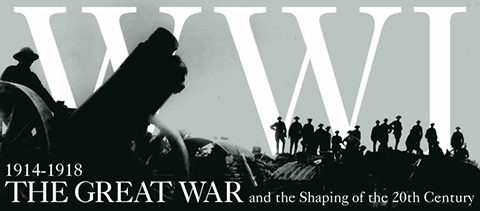 WWI
1914-1918
THE GREAT WAR and the Shaping of the 20th Century